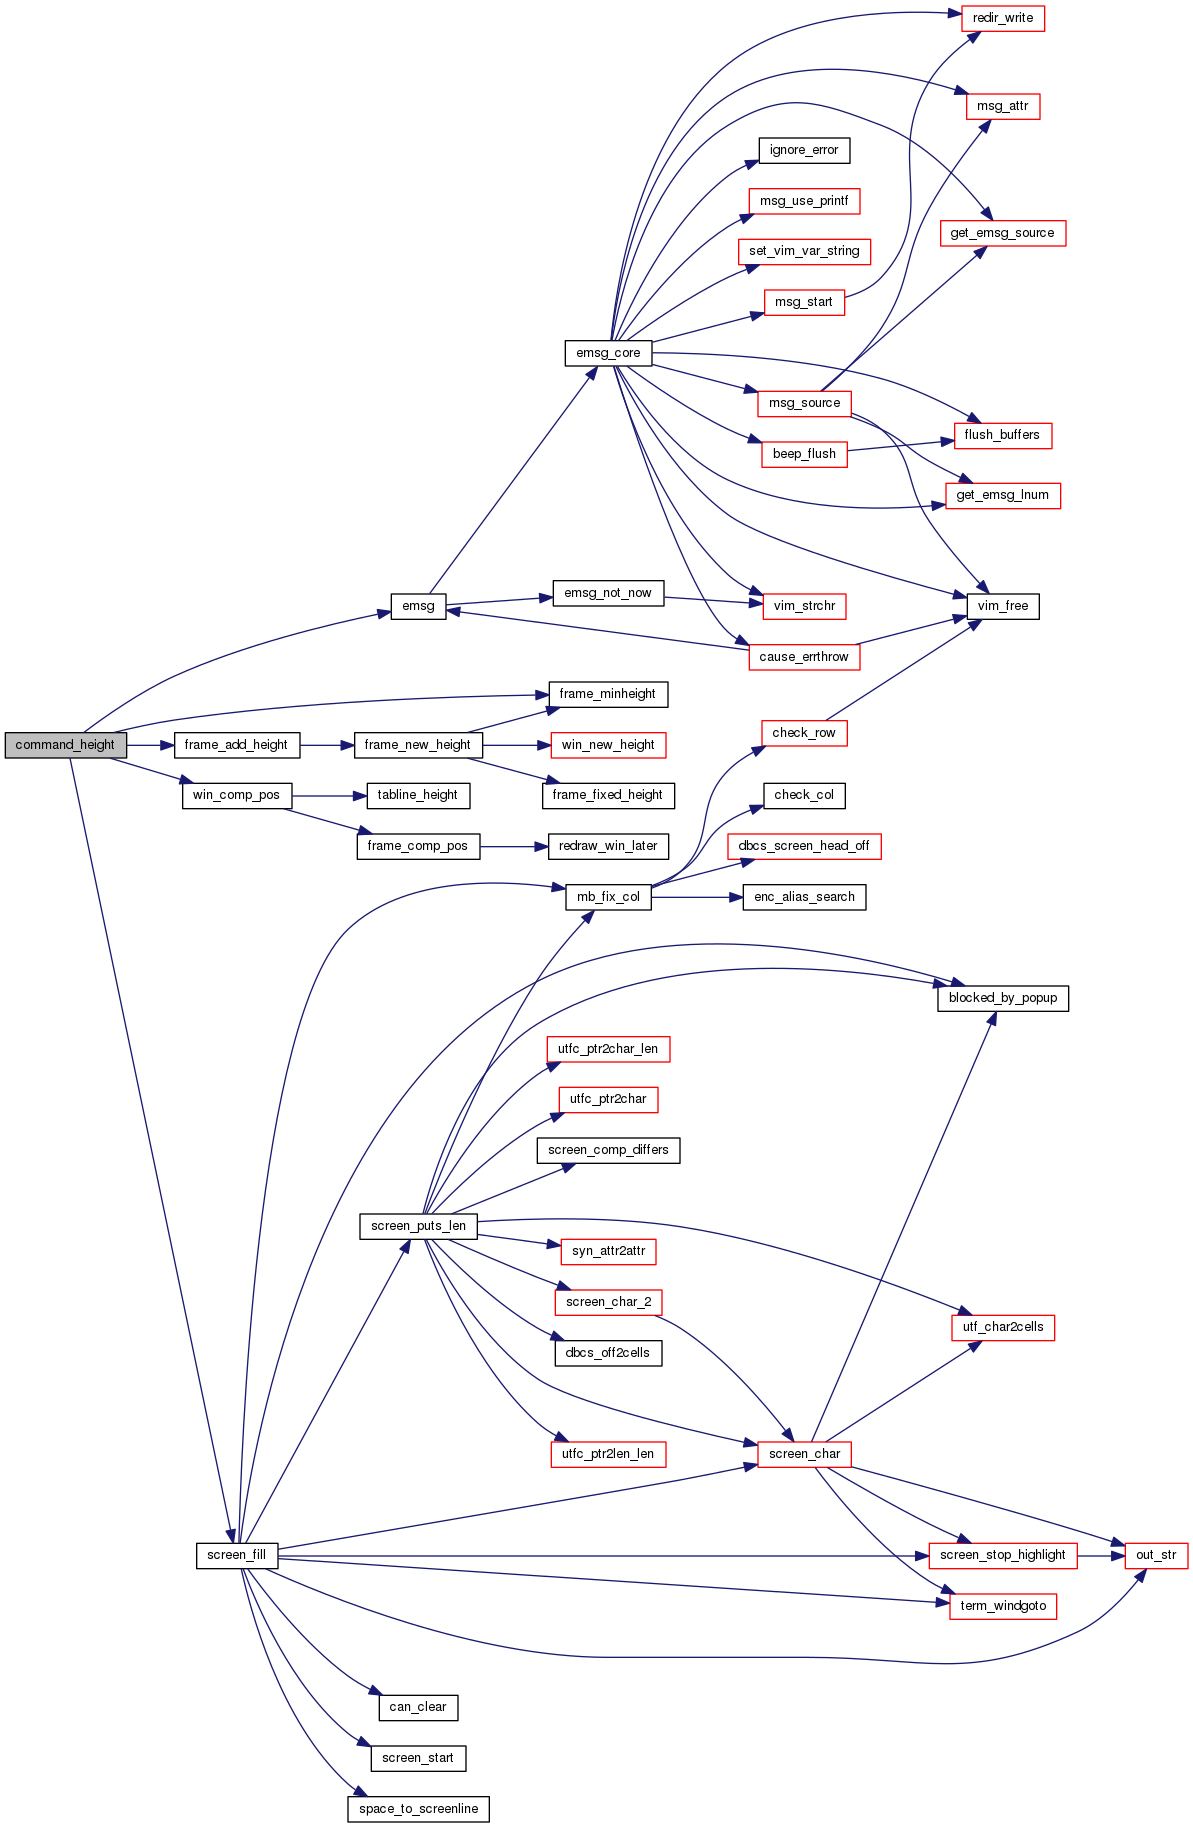 redir_write
msg_attr
ignore_error
msg_use_printf
get_emsg_source
set_vim_var_string
msg_start
emsg_core
msg_source
flush_buffers
beep_flush
get_emsg_lnum
emsg_not_now
emsg
vim_strchr
vim_free
cause_errthrow
frame_minheight
check_row
command_height
frame_add_height
frame_new_height
win_new_height
win_comp_pos
tabline_height
frame_fixed_height
check_col
frame_comp_pos
redraw_win_later
dbcs_screen_head_off
mb_fix_col
enc_alias_search
blocked_by_popup
utfc_ptr2char_len
utfc_ptr2char
screen_comp_differs
screen_puts_len
syn_attr2attr
screen_char_2
utf_char2cells
dbcs_off2cells
utfc_ptr2len_len
screen_char
screen_fill
screen_stop_highlight
out_str
term_windgoto
can_clear
screen_start
space_to_screenline